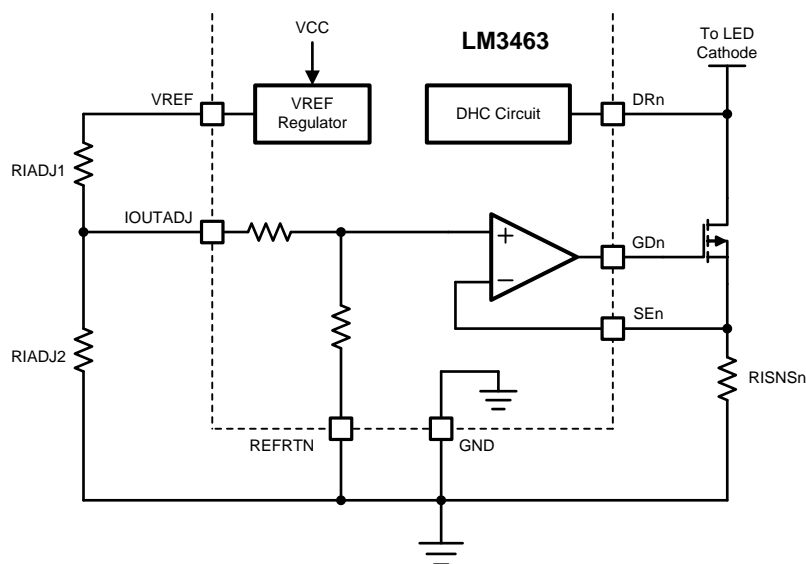 VCC
LM3463
To LED
Cathode
VREF
VREF
Regulator
DHC Circuit
DRn
RIADJ1
IOUTADJ
+
GDn
−
SEn
RIADJ2
RISNSn
REFRTN
GND